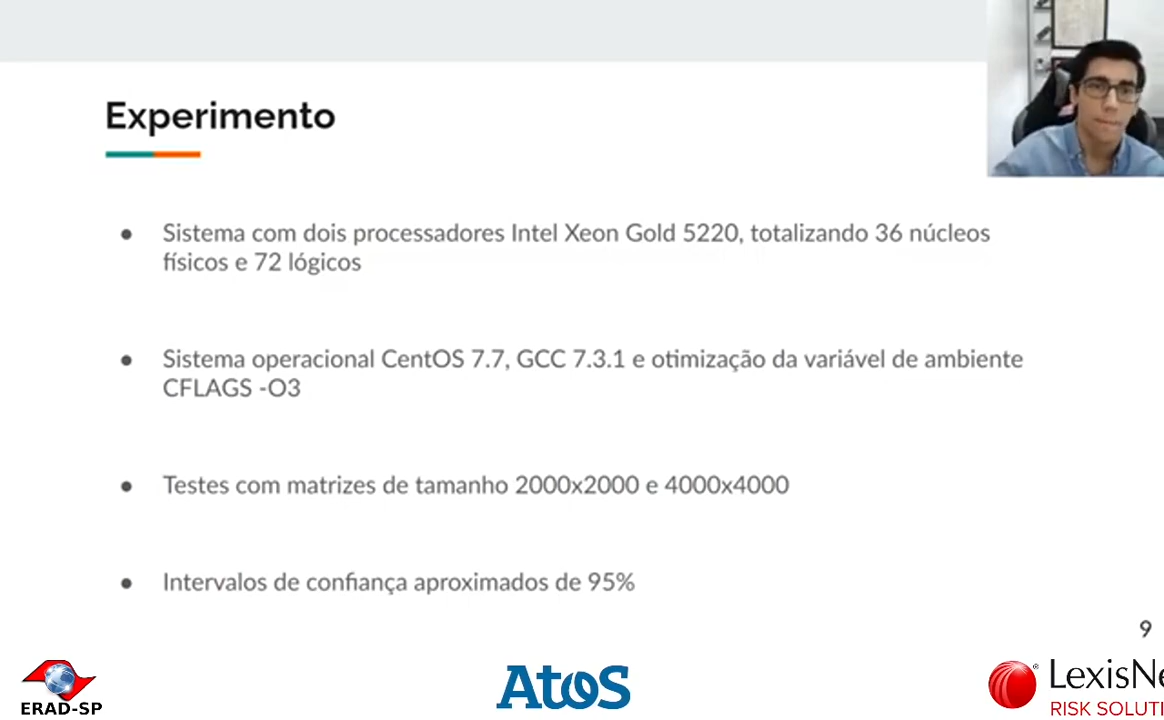 Experimento
● Sistema com dois processadores Intel Xeon Gold 5220, totalizando 36 núcleos
físicos e 72 lógicos
● Sistema operacional CentOS 7.7, GCC 7.3.1 e otimização da variável de ambiente
CFLAGS -O3
● Testes com matrizes de tamanho 2000x2000 e 4000x4000
● Intervalos de confiança aproximados de 95%
9
ERAD-SP
Atos
LexisNe
RISK SOLUTI